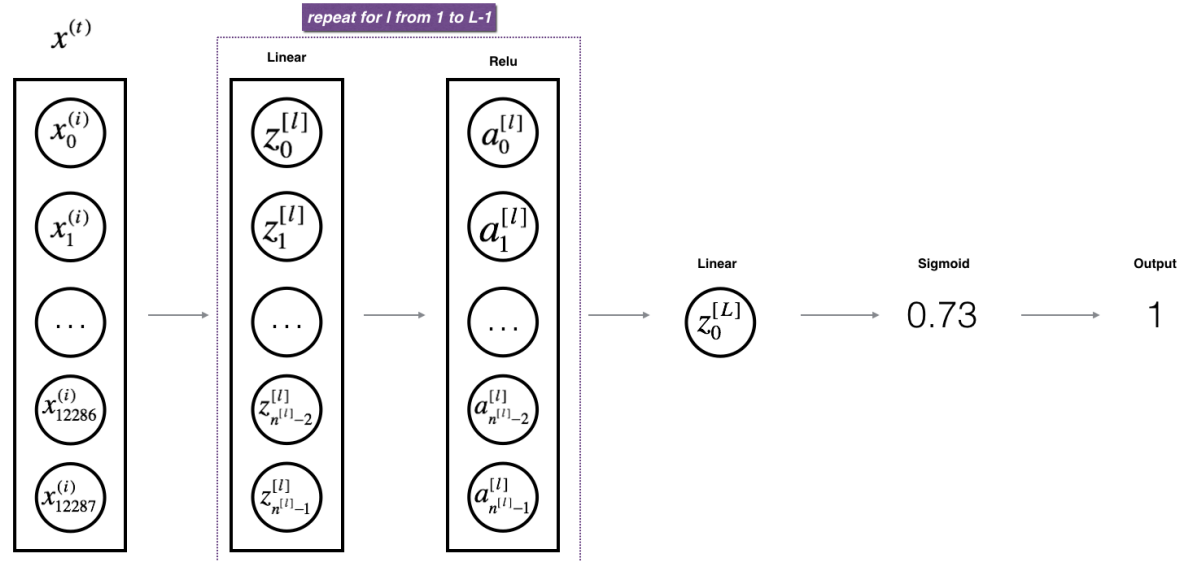 repeat for l from 1 to L-1
x^{(t)}
Linear
Relu
x_0^{(i)}
z_0^{[l]}
a_0^{[l]}
x_1^{(i)}
z_1^{[l]}
a_1^{[l]}
Linear
Sigmoid
Output
...
...
...
z_0^{[L]}
0.73
1
x_{12286}^{(i)}
z_{n^{[l]}-2}^{[l]}
a_{n^{[l]}-2}^{[l]}
x_{12287}^{(i)}
z_{n^{[l]}-1}^{[l]}
a_{n^{[l]}-1}^{[l]}